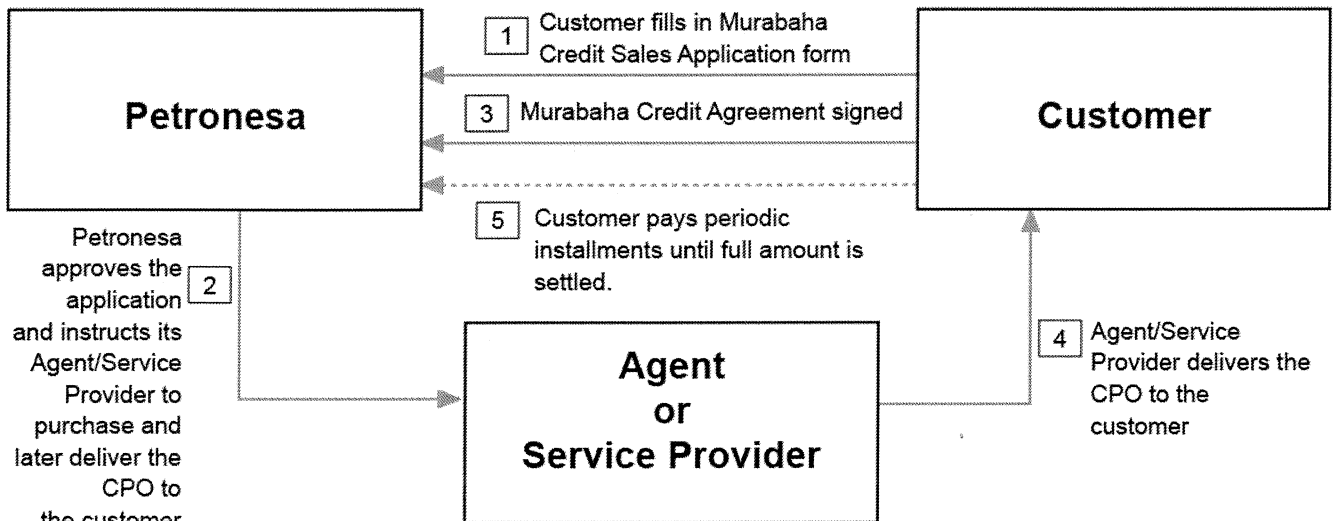 Petronesa
1
Customer fills in Murabaha
Credit Sales Application form
3
Murabaha Credit Agreement signed
Customer
5
Customer pays periodic
installments until full amount is
settled.
Petronesa
approves the
application
and instructs its
Agent/Service
Provider to
purchase and
later deliver the
CPO to
the customer
2
Agent
or
Service Provider
4
Agent/Service
Provider delivers the
CPO to the
customer